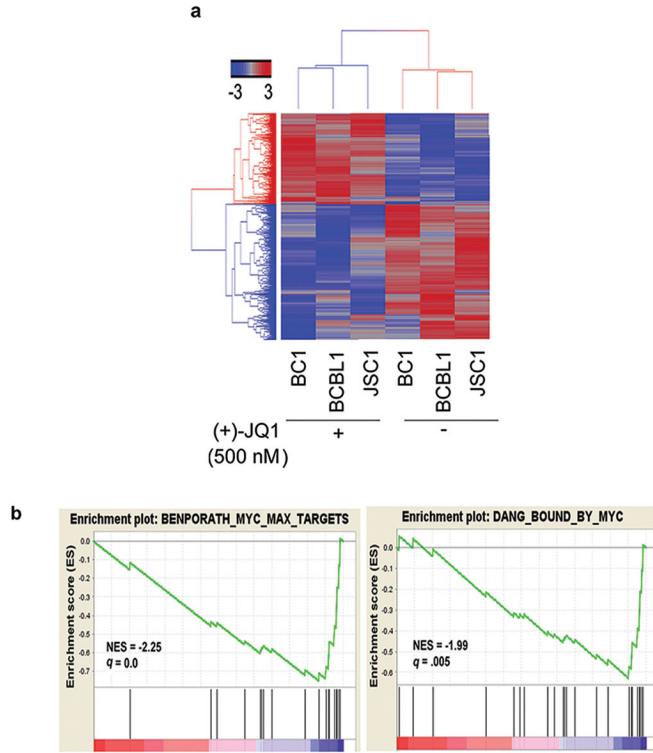 a
-3 3
BC1 BCBL1 JSC1 BC1 BCBL1 JSC1
(+)-JQ1 + -
(500 nM)
b
Enrichment plot: BENPORATH_MYC_MAX_TARGETS
Enrichment score (ES)
0.0
-0.1
-0.2
-0.3
-0.4
-0.5
-0.6
-0.7
NES = -2.25
q = 0.0
Enrichment plot: DANG_BOUND_BY_MYC
Enrichment score (ES)
0.0
-0.1
-0.2
-0.3
-0.4
-0.5
-0.6
NES = -1.99
q = .005